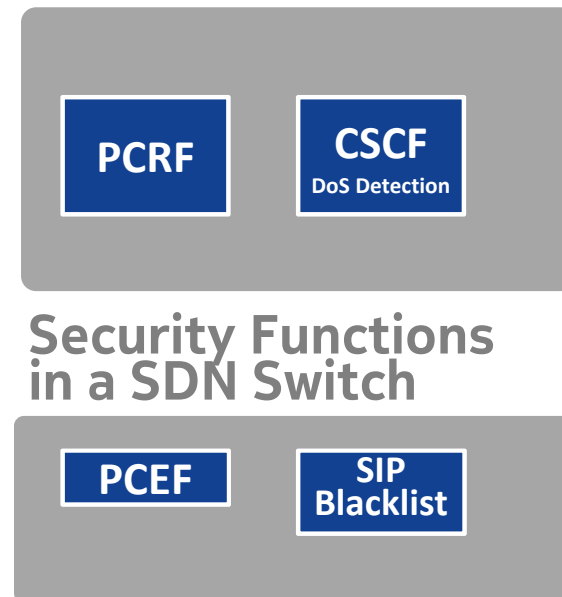 PCRF
CSCF
DoS Detection
Security Functions
in a SDN Switch
PCEF
SIP
Blacklist